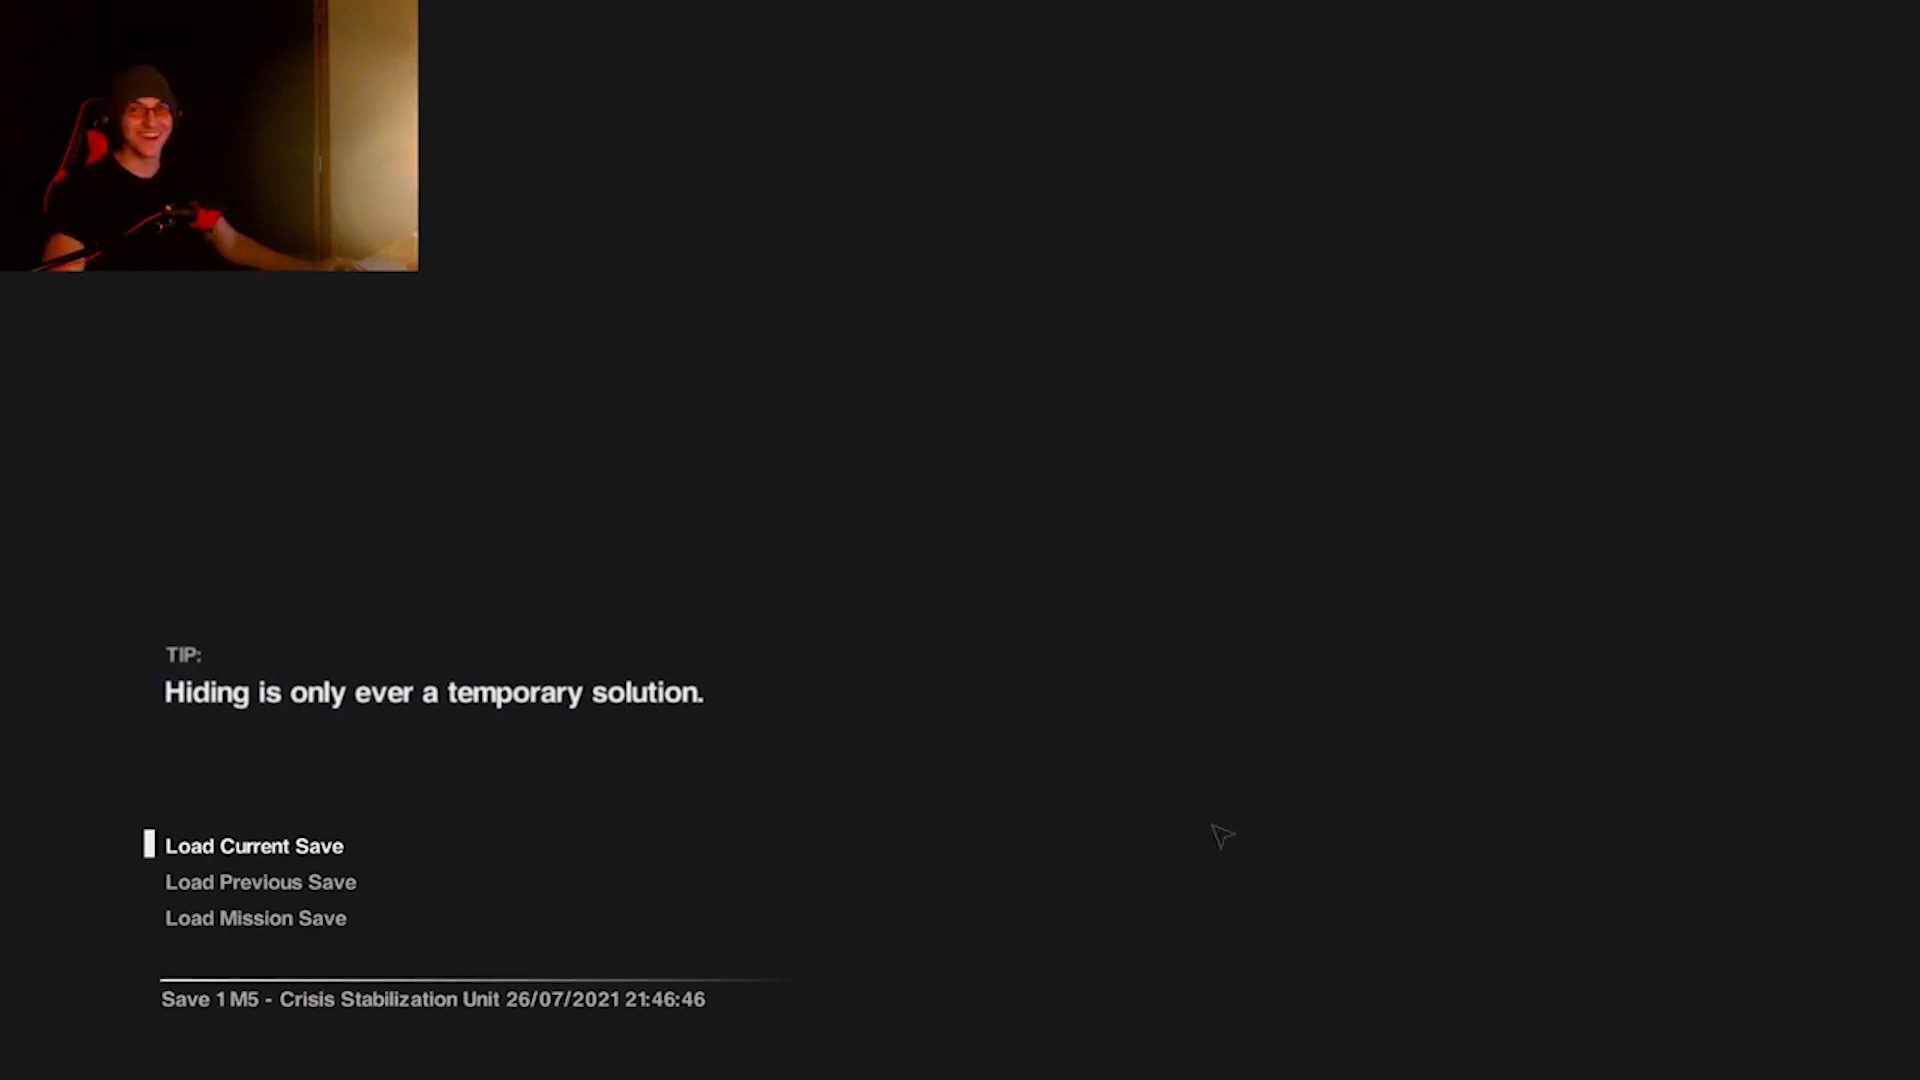 TIP:
Hiding is only ever a temporary solution.
Load Current Save
Load Previous Save
Load Mission Save
Save 1 M5 - Crisis Stabilization Unit 26/07/2021 21:46:46